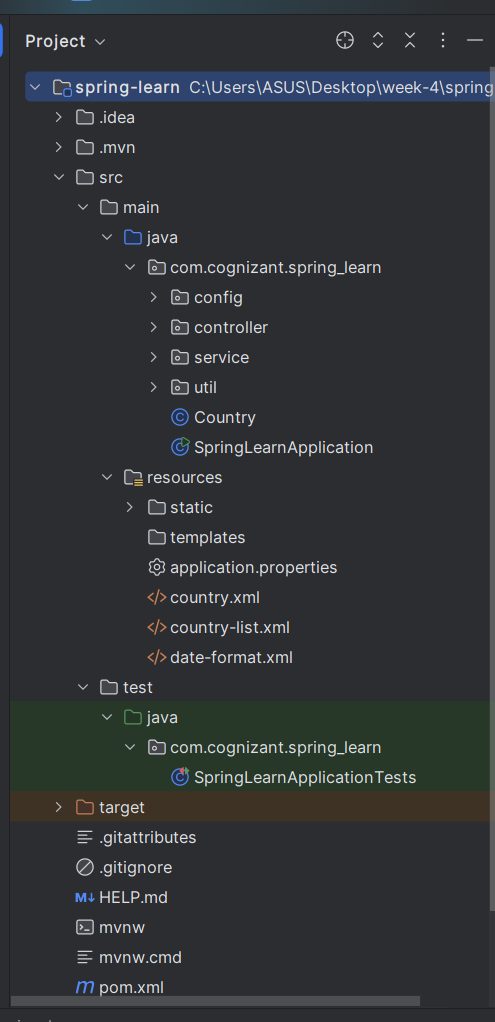 Project
spring-learn C:\Users\ASUS\Desktop\week-4\spring
.idea
.mvn
src
main
java
com.cognizant.spring_learn
config
controller
service
util
Country
SpringLearnApplication
resources
static
templates
application.properties
country.xml
country-list.xml
date-format.xml
test
java
com.cognizant.spring_learn
SpringLearnApplicationTests
target
.gitattributes
.gitignore
M↓ HELP.md
mvnw
mvnw.cmd
m pom.xml